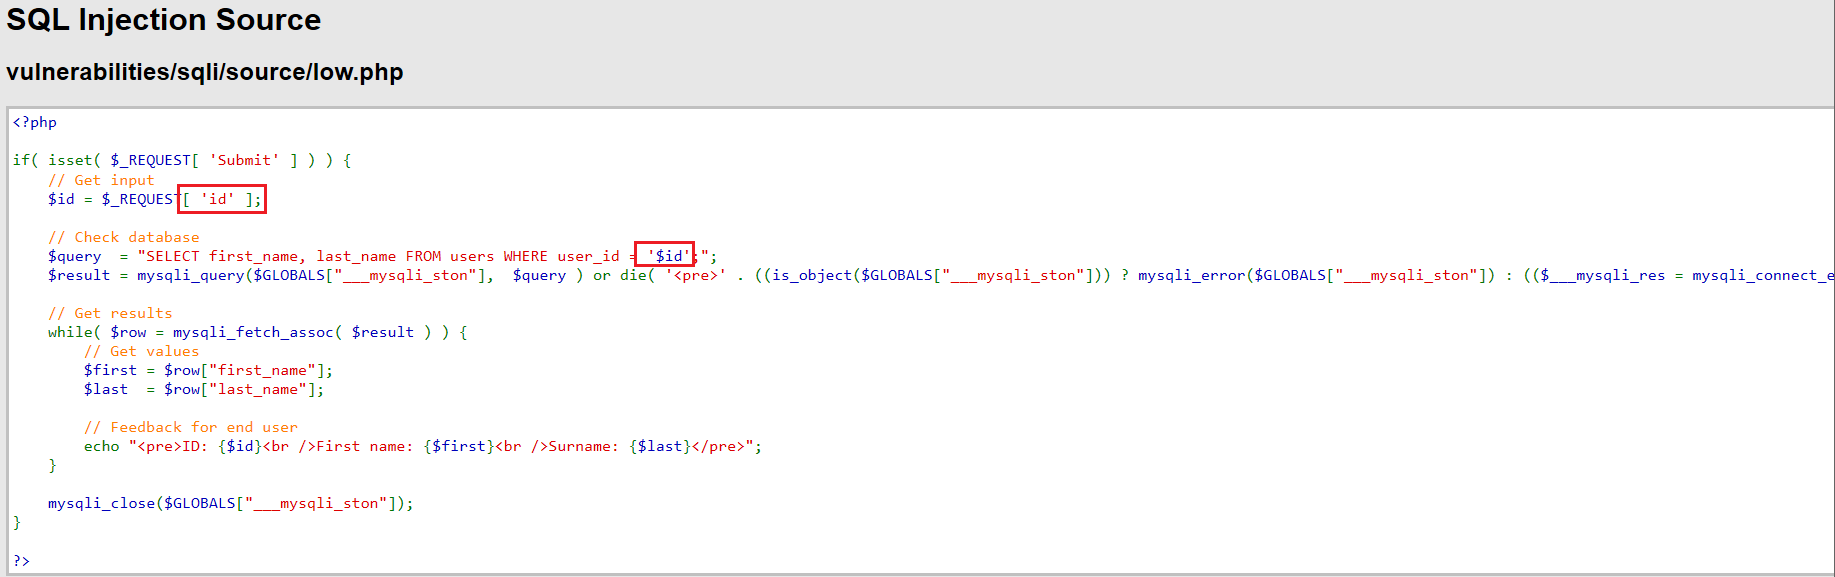 SQL Injection Source
vulnerabilities/sqli/source/low.php
<?php
if( isset( $_REQUEST[ 'Submit' ] ) ) {
    // Get input
    $id = $_REQUEST[ 'id' ];
    // Check database
    $query  = "SELECT first_name, last_name FROM users WHERE user_id = '$id';";
    $result = mysqli_query($GLOBALS["___mysqli_ston"],  $query ) or die( '<pre>' . ((is_object($GLOBALS["___mysqli_ston"])) ? mysqli_error($GLOBALS["___mysqli_ston"]) : (($___mysqli_res = mysqli_connect_e
    // Get results
    while( $row = mysqli_fetch_assoc( $result ) ) {
        // Get values
        $first = $row["first_name"];
        $last  = $row["last_name"];
        // Feedback for end user
        echo "<pre>ID: {$id}<br />First name: {$first}<br />Surname: {$last}</pre>";
    }
    mysqli_close($GLOBALS["___mysqli_ston"]);
}
?>